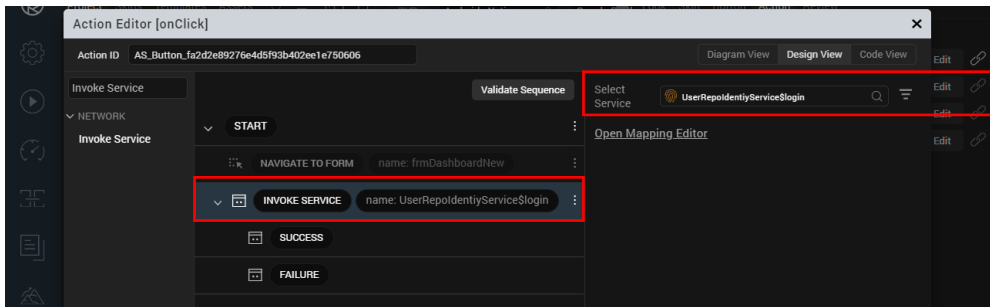 Action Editor [onClick]
Action ID AS_Button_fa2d2e89276e4d5f93b402ee1e750606
Diagram View Design View Code View
Edit
Invoke Service
Validate Sequence
Select Service
UserRepoIdentiyService$login
Edit
NETWORK
START
Edit
Invoke Service
Open Mapping Editor
Edit
NAVIGATE TO FORM name: frmDashboardNew
INVOKE SERVICE name: UserRepoIdentiyService$login
SUCCESS
FAILURE